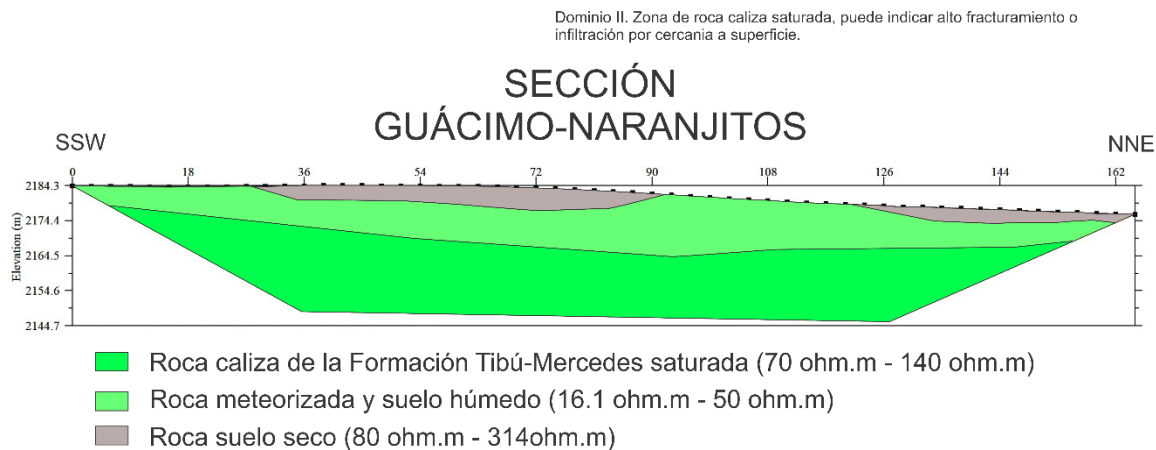 Dominio II. Zona de roca caliza saturada, puede indicar alto fracturamiento o
infiltración por cercania a superficie.
SECCIÓN
GUÁCIMO-NARANJITOS
SSW
NNE
0 18 36 54 72 90 108 126 144 162
2184.3
2174.4
2164.5
2154.6
2144.7
Elevation (m)
Roca caliza de la Formación Tibú-Mercedes saturada (70 ohm.m - 140 ohm.m)
Roca meteorizada y suelo húmedo (16.1 ohm.m - 50 ohm.m)
Roca suelo seco (80 ohm.m - 314ohm.m)